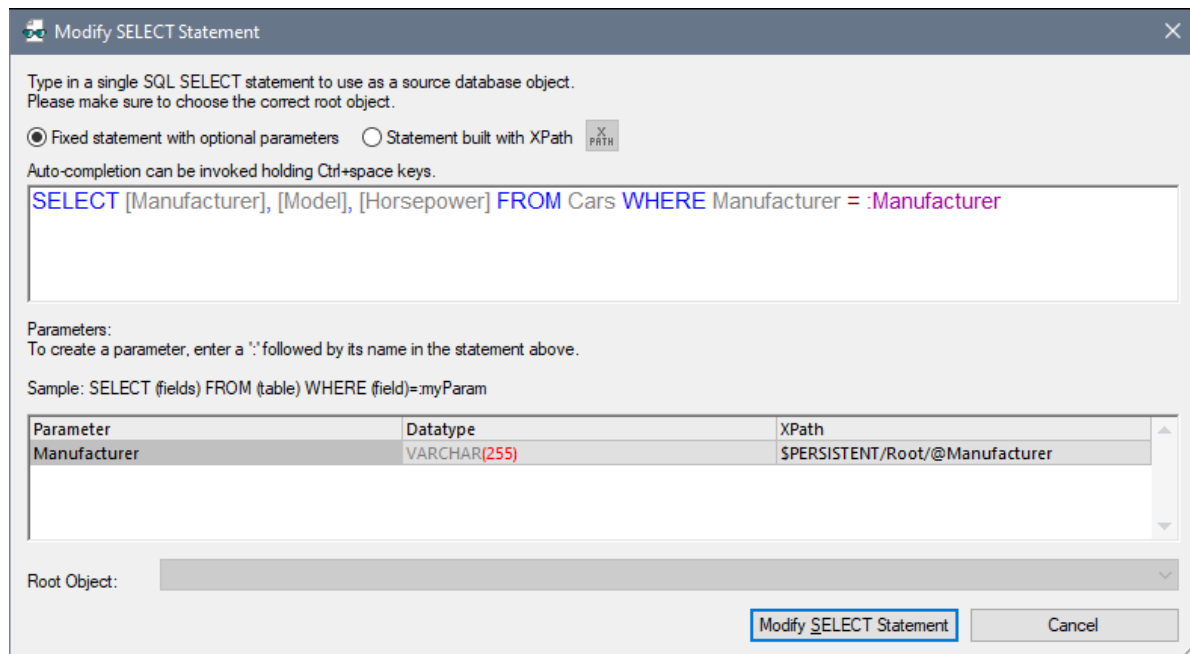 Modify SELECT Statement
Type in a single SQL SELECT statement to use as a source database object.
Please make sure to choose the correct root object.
Fixed statement with optional parameters Statement built with XPath X PATH
Auto-completion can be invoked holding Ctrl+space keys.
SELECT [Manufacturer], [Model], [Horsepower] FROM Cars WHERE Manufacturer = :Manufacturer
Parameters:
To create a parameter, enter a ':' followed by its name in the statement above.
Sample: SELECT (fields) FROM (table) WHERE (field)=:myParam
Parameter Datatype XPath
Manufacturer VARCHAR(255) $PERSISTENT/Root/@Manufacturer
Root Object:
Modify SELECT Statement Cancel